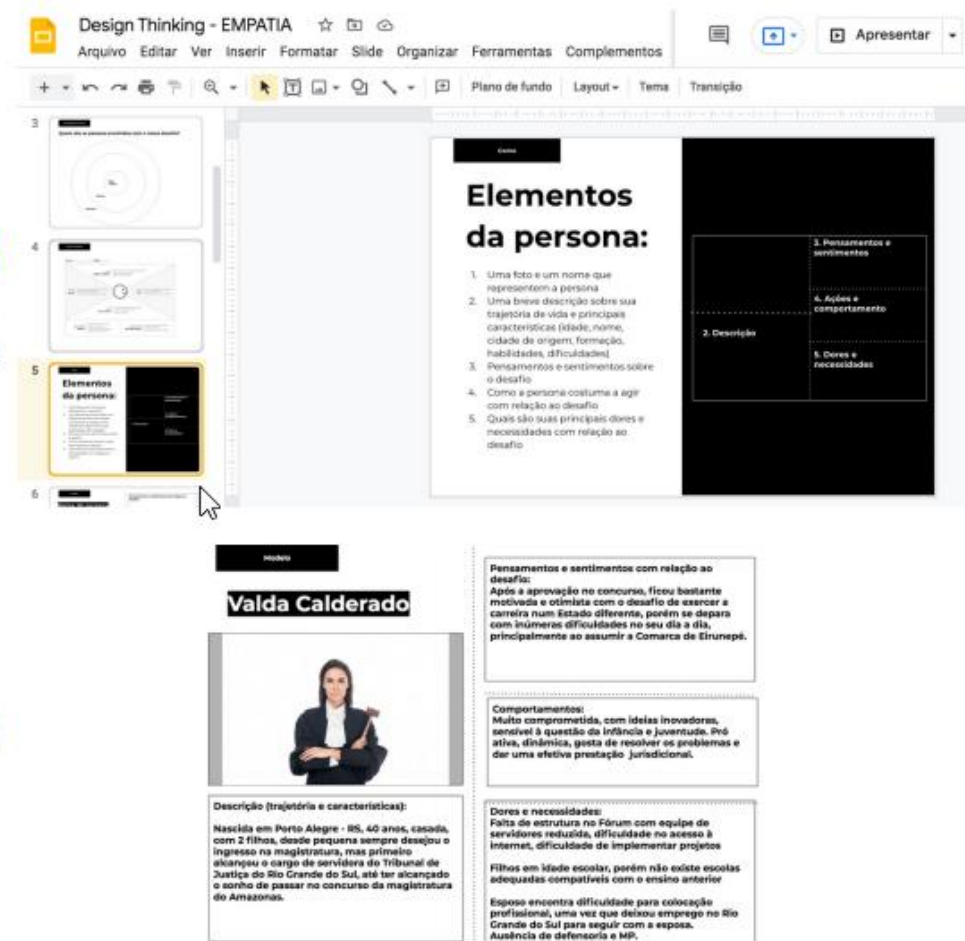 Design Thinking - EMPATIA
Arquivo Editar Ver Inserir Formatar Slide Organizar Ferramentas Complementos
Apresentar
Plano de fundo Layout Tema Transição
3
4
5
Elementos
da persona:
6
Elementos
da persona:
1. Uma foto e um nome que
representem a persona
2. Uma breve descrição sobre sua
trajetória de vida e principais
características (idade, nome,
cidade de origem, formação,
habilidades, dificuldades)
3. Pensamentos e sentimentos sobre
o desafio
4. Como a persona costuma a agir
com relação ao desafio
5. Quais são suas principais dores e
necessidades com relação ao
desafio
2. Descrição
3. Pensamentos e
sentimentos
4. Ações e
comportamento
5. Dores e
necessidades
Modelo
Valda Calderado
Descrição (trajetória e características):
Nascida em Porto Alegre - RS, 40 anos, casada,
com 2 filhos, desde pequena sempre desejou o
ingresso na magistratura, mas primeiro
alcançou o cargo de servidora do Tribunal de
Justiça do Rio Grande do Sul, até ter alcançado
o sonho de passar no concurso da magistratura
do Amazonas.
Pensamentos e sentimentos com relação ao
desafio:
Após a aprovação no concurso, ficou bastante
motivada e otimista com o desafio de exercer a
carreira num Estado diferente, porém se depara
com inúmeras dificuldades no seu dia a dia,
principalmente ao assumir a Comarca de Eirunepé.
Comportamentos:
Muito comprometida, com ideias inovadoras,
sensível à questão da infância e juventude. Pró
ativa, dinâmica, gosta de resolver os problemas e
dar uma efetiva prestação jurisdicional.
Dores e necessidades:
Falta de estrutura no Fórum com equipe de
servidores reduzida, dificuldade no acesso à
internet, dificuldade de implementar projetos
Filhos em idade escolar, porém não existe escolas
adequadas compatíveis com o ensino anterior
Esposo encontra dificuldade para colocação
profissional, uma vez que deixou emprego no Rio
Grande do Sul para seguir com a esposa.
Ausência de defensoria e MP.